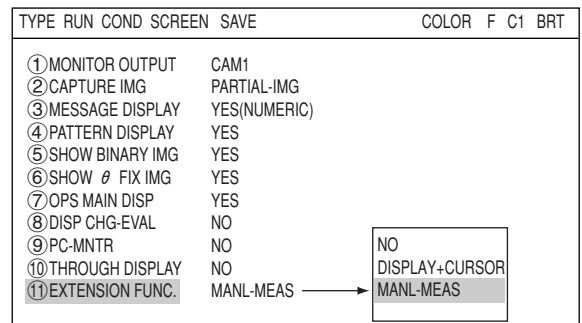 TYPE RUN COND SCREEN SAVE COLOR F C1 BRT
①MONITOR OUTPUT CAM1
②CAPTURE IMG PARTIAL-IMG
③MESSAGE DISPLAY YES(NUMERIC)
④PATTERN DISPLAY YES
⑤SHOW BINARY IMG YES
⑥SHOW θ FIX IMG YES
⑦OPS MAIN DISP YES
⑧DISP CHG-EVAL NO
⑨PC-MNTR NO
⑩THROUGH DISPLAY NO
⑪EXTENSION FUNC. MANL-MEAS
NO
DISPLAY+CURSOR
MANL-MEAS